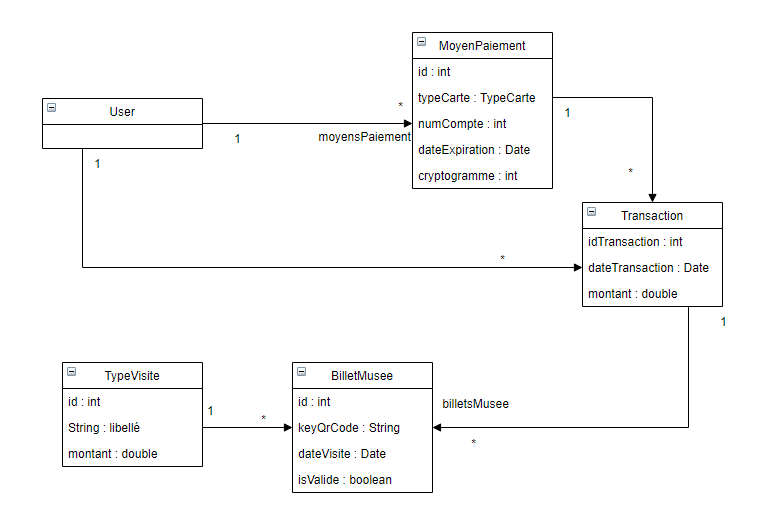 MoyenPaiement
id : int
typeCarte : TypeCarte
numCompte : int
dateExpiration : Date
cryptogramme : int
User
*
1
moyensPaiement
1
1
*
Transaction
idTransaction : int
dateTransaction : Date
montant : double
*
1
TypeVisite
id : int
String : libellé
montant : double
1
*
BilletMusee
id : int
keyQrCode : String
dateVisite : Date
isValide : boolean
billetsMusee
*